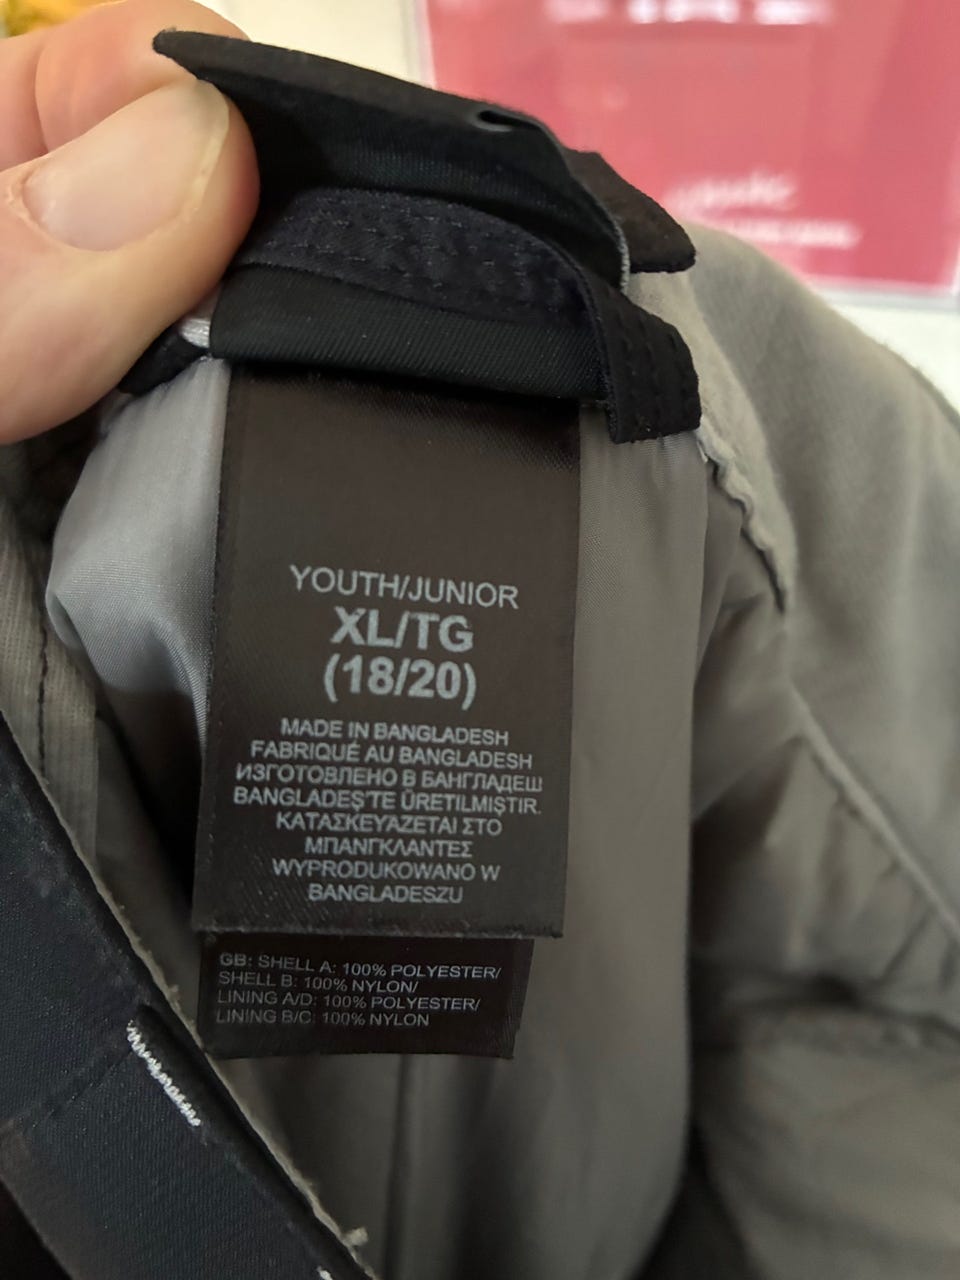 YOUTH/JUNIOR
XL/TG
(18/20)
MADE IN BANGLADESH
FABRIQUÉ AU BANGLADESH
ИЗГОТОВЛЕНО В БАНГЛАДЕШ
BANGLADEŞ'TE ÜRETILMIŞTIR.
ΚΑΤΑΣΚΕΥΑΖΕΤΑΙ ΣΤΟ
ΜΠΑΝΓΚΛΑΝΤΕΣ
WYPRODUKOWANO W
BANGLADESZU
GB: SHELL A: 100% POLYESTER/
SHELL B: 100% NYLON/
LINING A/D: 100% POLYESTER/
LINING B/C: 100% NYLON